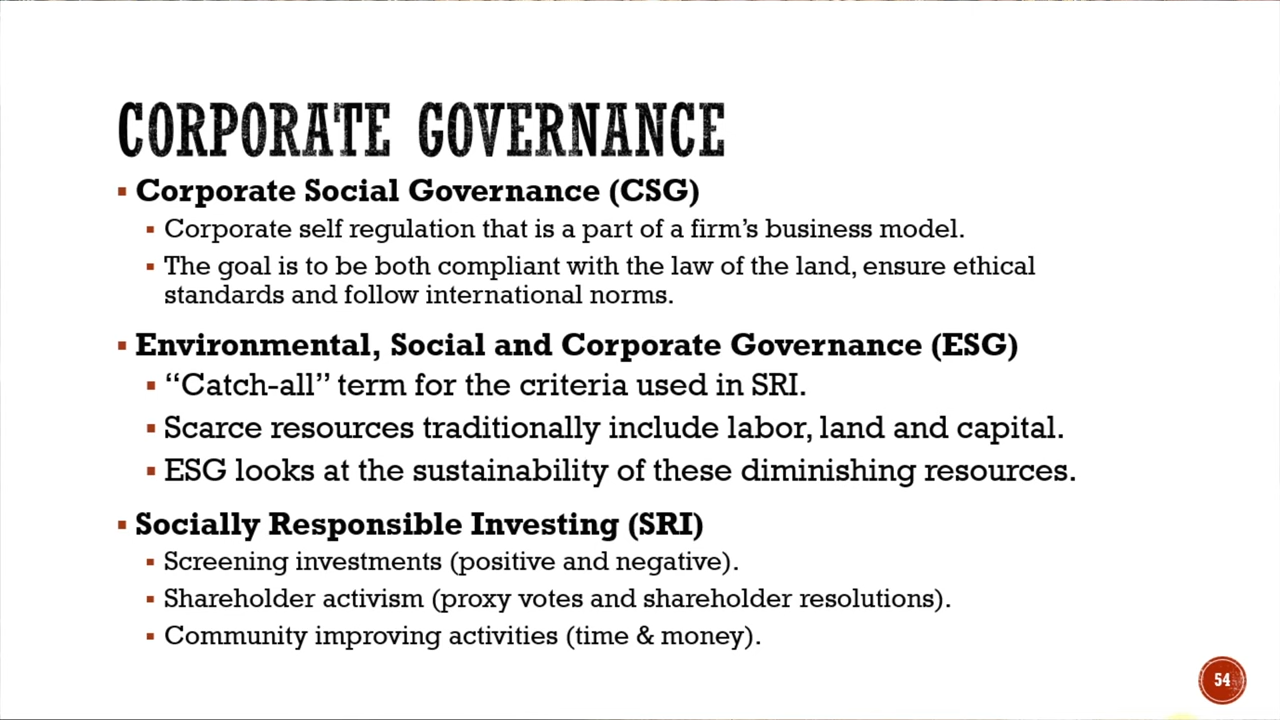 CORPORATE GOVERNANCE
▪ Corporate Social Governance (CSG)
▪ Corporate self regulation that is a part of a firm’s business model.
▪ The goal is to be both compliant with the law of the land, ensure ethical
standards and follow international norms.
▪ Environmental, Social and Corporate Governance (ESG)
▪ “Catch-all” term for the criteria used in SRI.
▪ Scarce resources traditionally include labor, land and capital.
▪ ESG looks at the sustainability of these diminishing resources.
▪ Socially Responsible Investing (SRI)
▪ Screening investments (positive and negative).
▪ Shareholder activism (proxy votes and shareholder resolutions).
▪ Community improving activities (time & money).
54